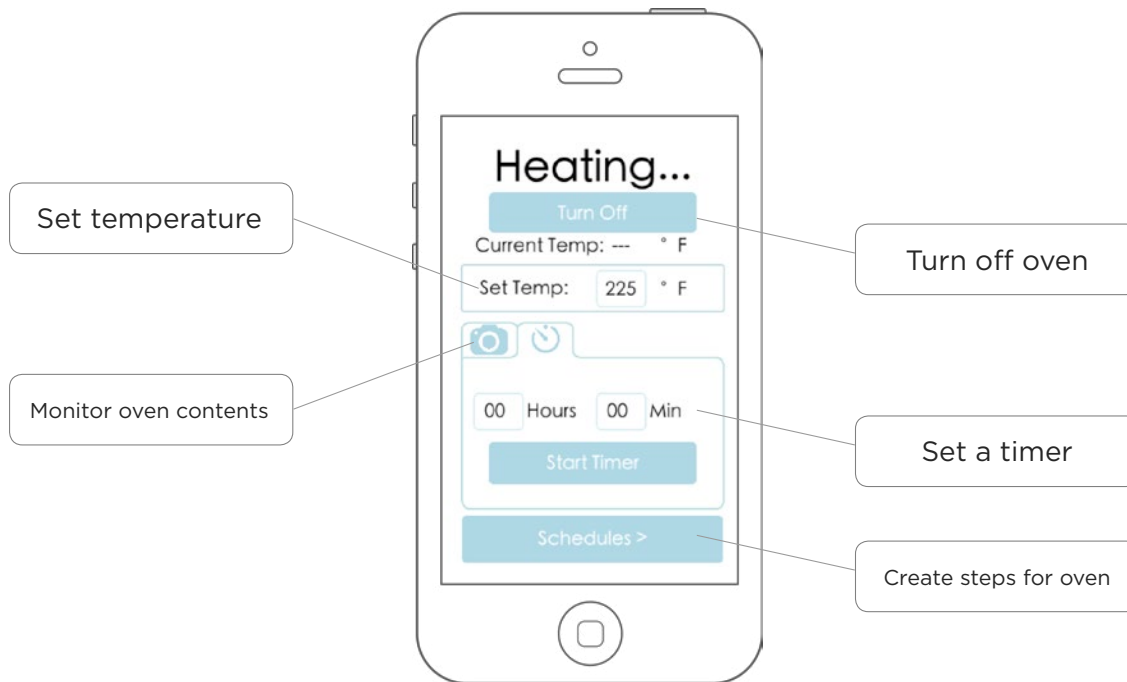 Heating...
Turn Off
Current Temp: --- ° F
Set Temp: 225 ° F
00 Hours 00 Min
Start Timer
Schedules >
Set temperature
Monitor oven contents
Turn off oven
Set a timer
Create steps for oven